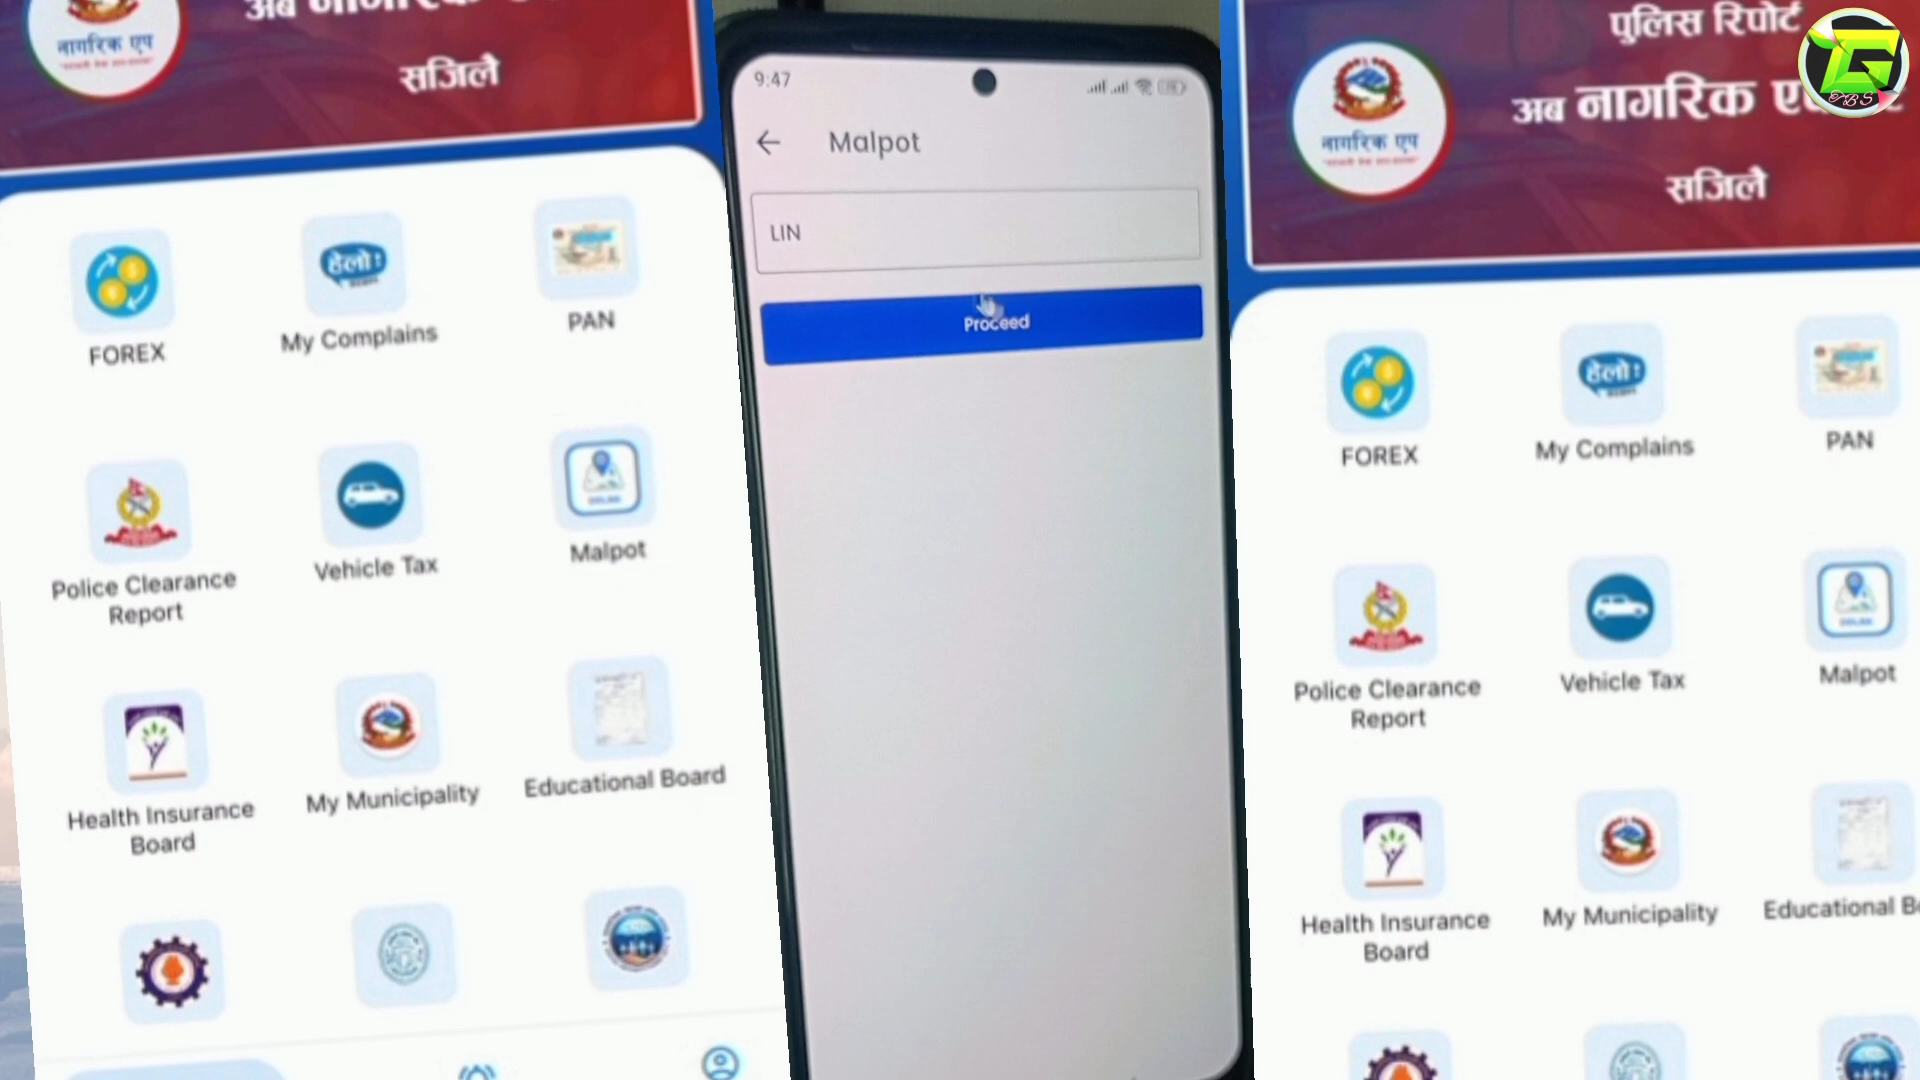 अब नागरिक
नागरिक एप
सजिलै
FOREX
My Complains
हेलो !
PAN
Police Clearance
Report
Vehicle Tax
Malpot
Health Insurance
Board
My Municipality
Educational Board
9:47
Malpot
LIN
Proceed
पुलिस रिपोर्ट
अब नागरिक
नागरिक एप
सजिलै
G
OBS
FOREX
My Complains
हेलो !
PAN
Police Clearance
Report
Vehicle Tax
Malpot
Health Insurance
Board
My Municipality
Educational B